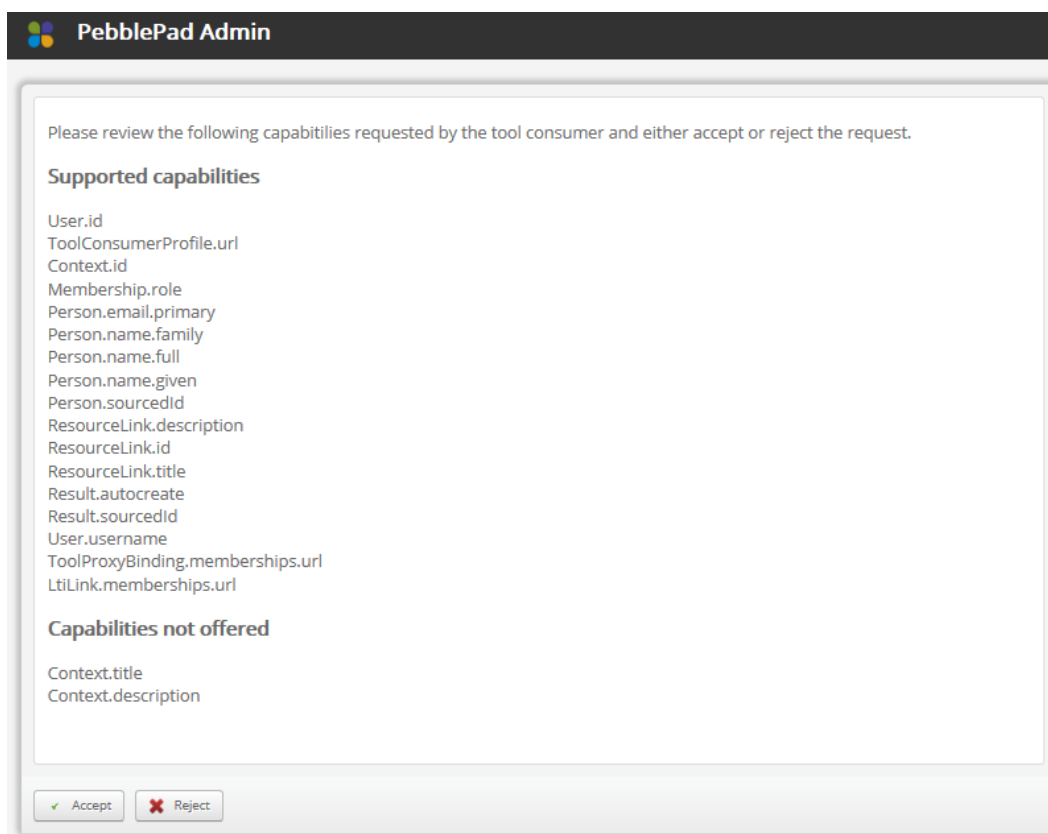 PebblePad Admin
Please review the following capabitilies requested by the tool consumer and either accept or reject the request.
Supported capabilities
User.id
ToolConsumerProfile.url
Context.id
Membership.role
Person.email.primary
Person.name.family
Person.name.full
Person.name.given
Person.sourcedId
ResourceLink.description
ResourceLink.id
ResourceLink.title
Result.autocreate
Result.sourcedId
User.username
ToolProxyBinding.memberships.url
LtiLink.memberships.url
Capabilities not offered
Context.title
Context.description
Accept
Reject